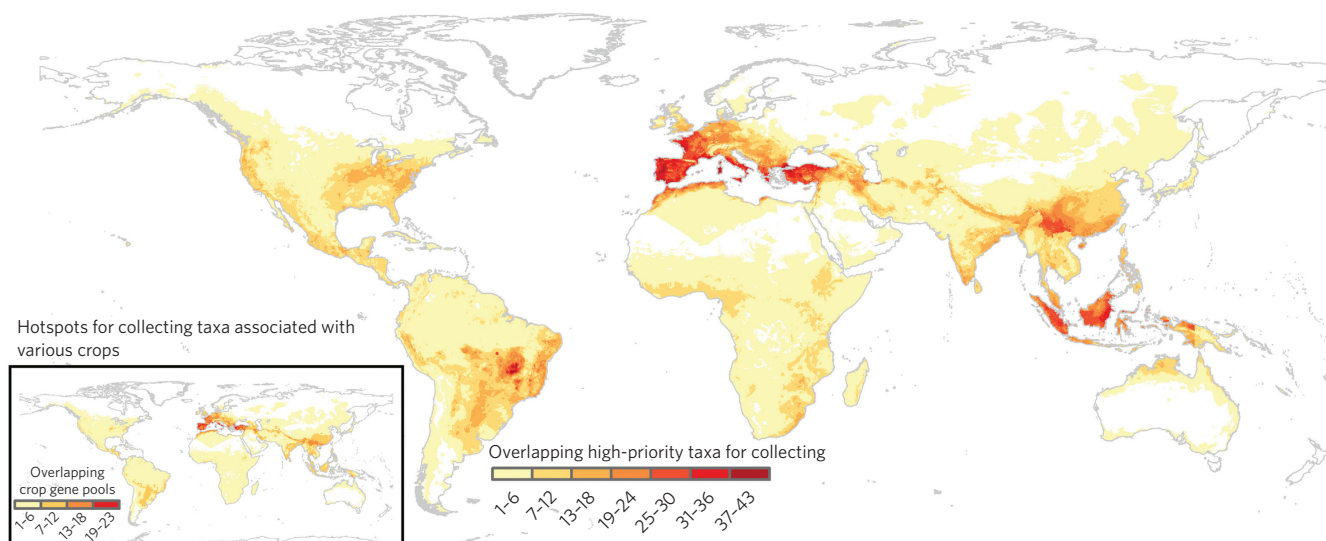 Hotspots for collecting taxa associated with
various crops
Overlapping
crop gene pools
1–6
7–12
13–18
19–23
Overlapping high-priority taxa for collecting
1–6
7–12
13–18
19–24
25–30
31–36
37–43